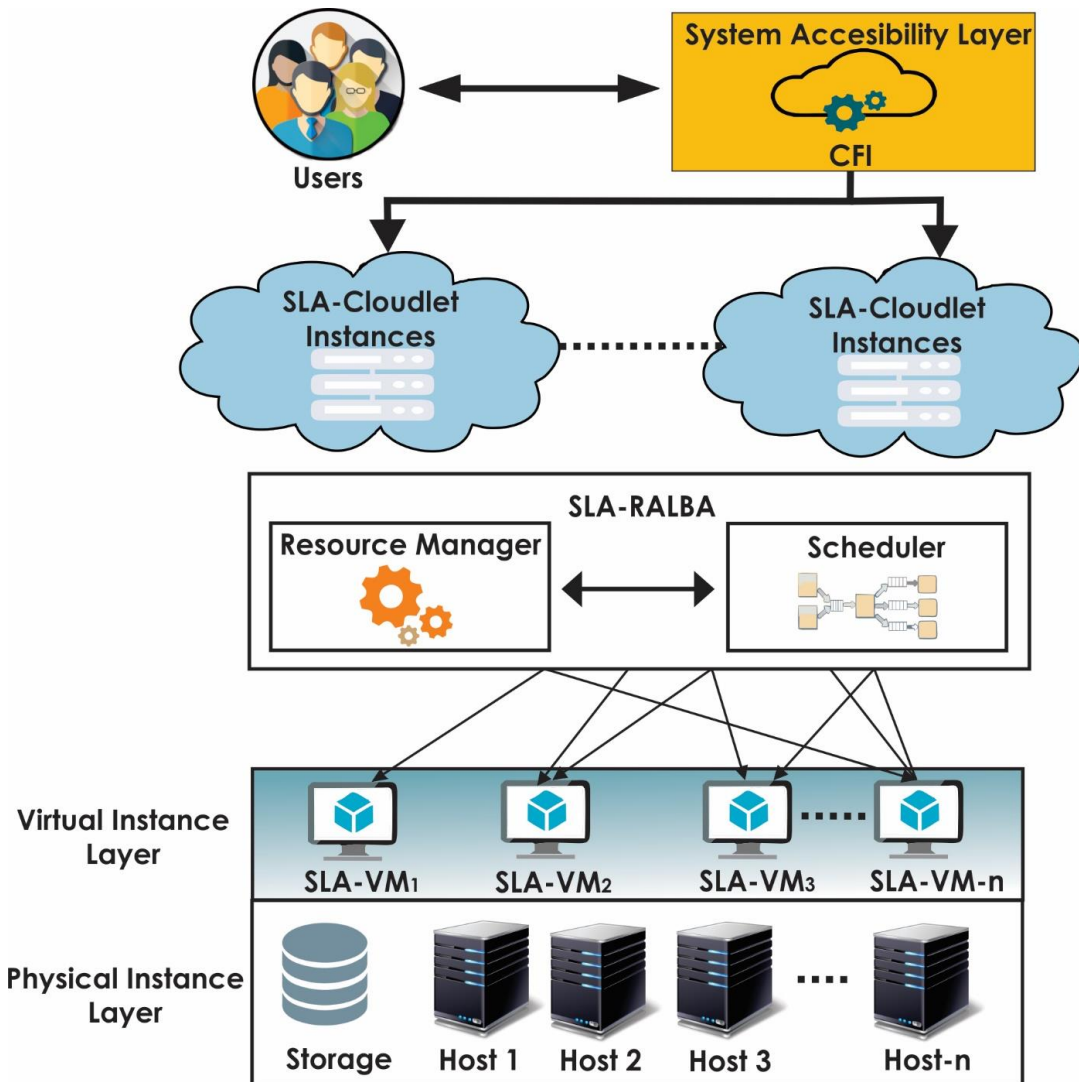 System Accesibility Layer
CFI
Users
SLA-Cloudlet
Instances
SLA-Cloudlet
Instances
SLA-RALBA
Resource Manager
Scheduler
Virtual Instance
Layer
SLA-VM1
SLA-VM2
SLA-VM3
SLA-VM-n
Physical Instance
Layer
Storage
Host 1
Host 2
Host 3
Host-n